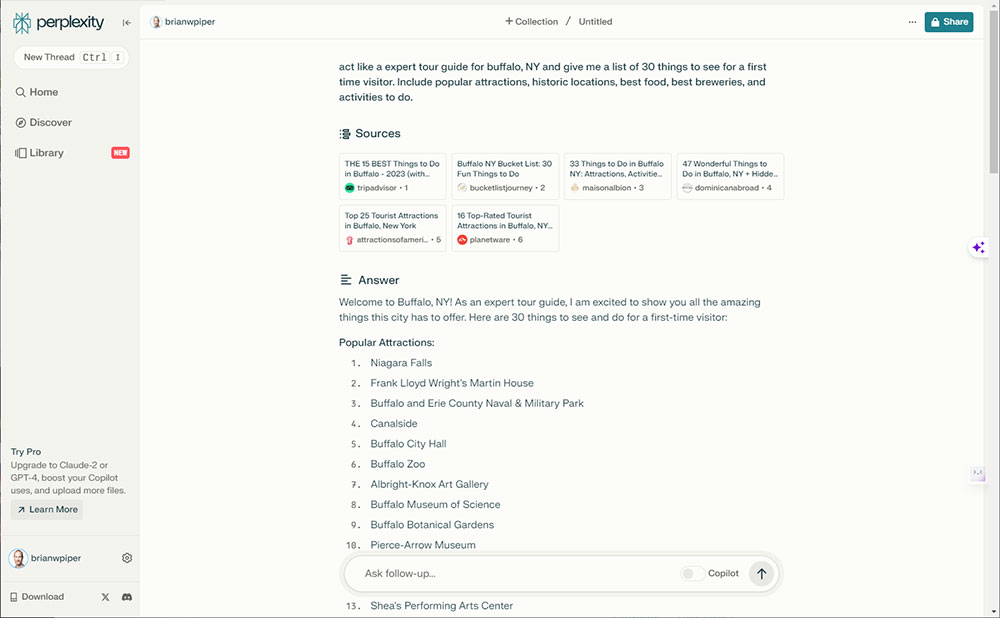 perplexity
New Thread Ctrl I
Home
Discover
Library NEW
Try Pro
Upgrade to Claude-2 or
GPT-4, boost your Copilot
uses, and upload more files.
Learn More
brianwpiper
Download
brianwpiper
+ Collection / Untitled
... Share
act like a expert tour guide for buffalo, NY and give me a list of 30 things to see for a first
time visitor. Include popular attractions, historic locations, best food, best breweries, and
activities to do.
Sources
THE 15 BEST Things to Do
in Buffalo - 2023 (with...
tripadvisor • 1
Buffalo NY Bucket List: 30
Fun Things to Do
bucketlistjourney • 2
33 Things to Do in Buffalo
NY: Attractions, Activitie...
maisonalbion • 3
47 Wonderful Things to
Do in Buffalo, NY + Hidde...
dominicanabroad • 4
Top 25 Tourist Attractions
in Buffalo, New York
attractionsofameri... • 5
16 Top-Rated Tourist
Attractions in Buffalo, NY...
planetware • 6
Answer
Welcome to Buffalo, NY! As an expert tour guide, I am excited to show you all the amazing
things this city has to offer. Here are 30 things to see and do for a first-time visitor:
Popular Attractions:
1. Niagara Falls
2. Frank Lloyd Wright's Martin House
3. Buffalo and Erie County Naval & Military Park
4. Canalside
5. Buffalo City Hall
6. Buffalo Zoo
7. Albright-Knox Art Gallery
8. Buffalo Museum of Science
9. Buffalo Botanical Gardens
10. Pierce-Arrow Museum
Ask follow-up... Copilot
13. Shea's Performing Arts Center